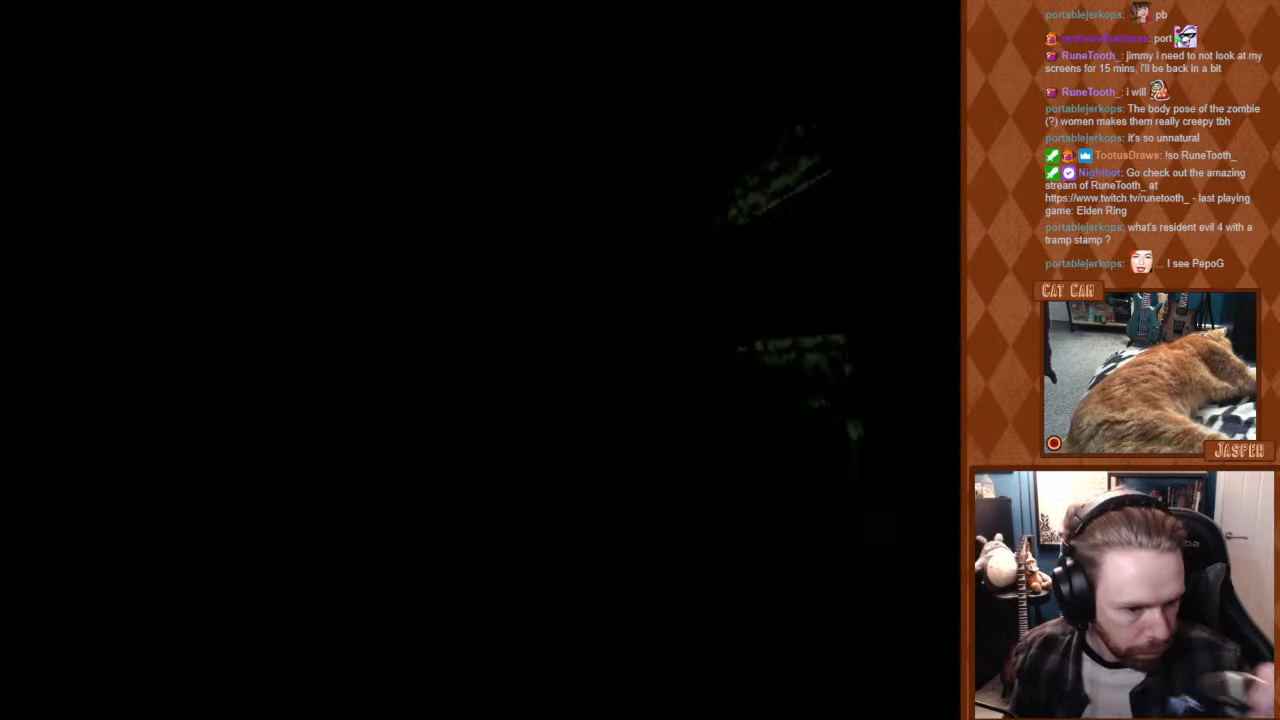 portablejerkops: pb
profoundbadness: port
RuneTooth_: jimmy i need to not look at my
screens for 15 mins, i'll be back in a bit
RuneTooth_: i will
portablejerkops: The body pose of the zombie
(?) women makes them really creepy tbh
portablejerkops: it's so unnatural
TootusDraws: !so RuneTooth_
Nightbot: Go check out the amazing
stream of RuneTooth_ at
https://www.twitch.tv/runetooth_ - last playing
game: Elden Ring
portablejerkops: what's resident evil 4 with a
tramp stamp ?
portablejerkops: ... I see PepoG
Cat Cam
Jasper